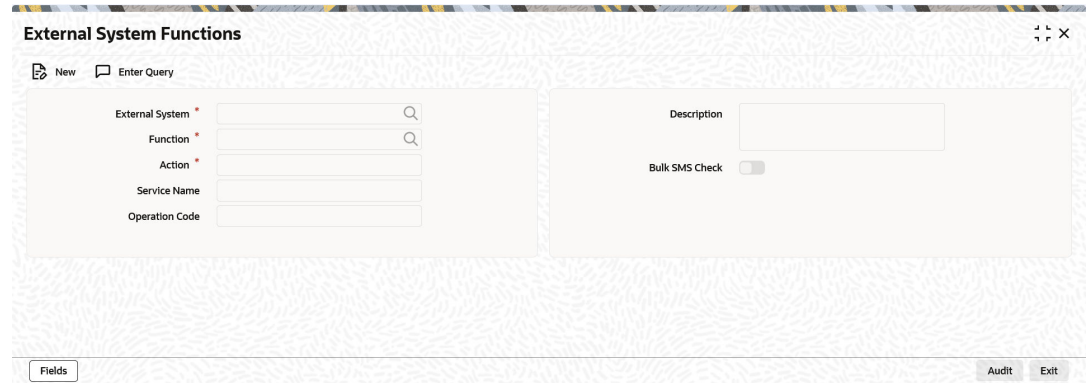 External System Functions
New Enter Query
External System *
Function *
Action *
Service Name
Operation Code
Description
Bulk SMS Check
Fields
Audit Exit